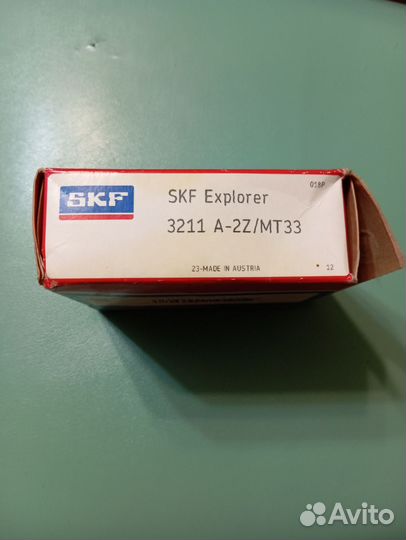 018P
SKF
SKF Explorer
3211 A-2Z/MT33
23-MADE IN AUSTRIA
* 12
Avito